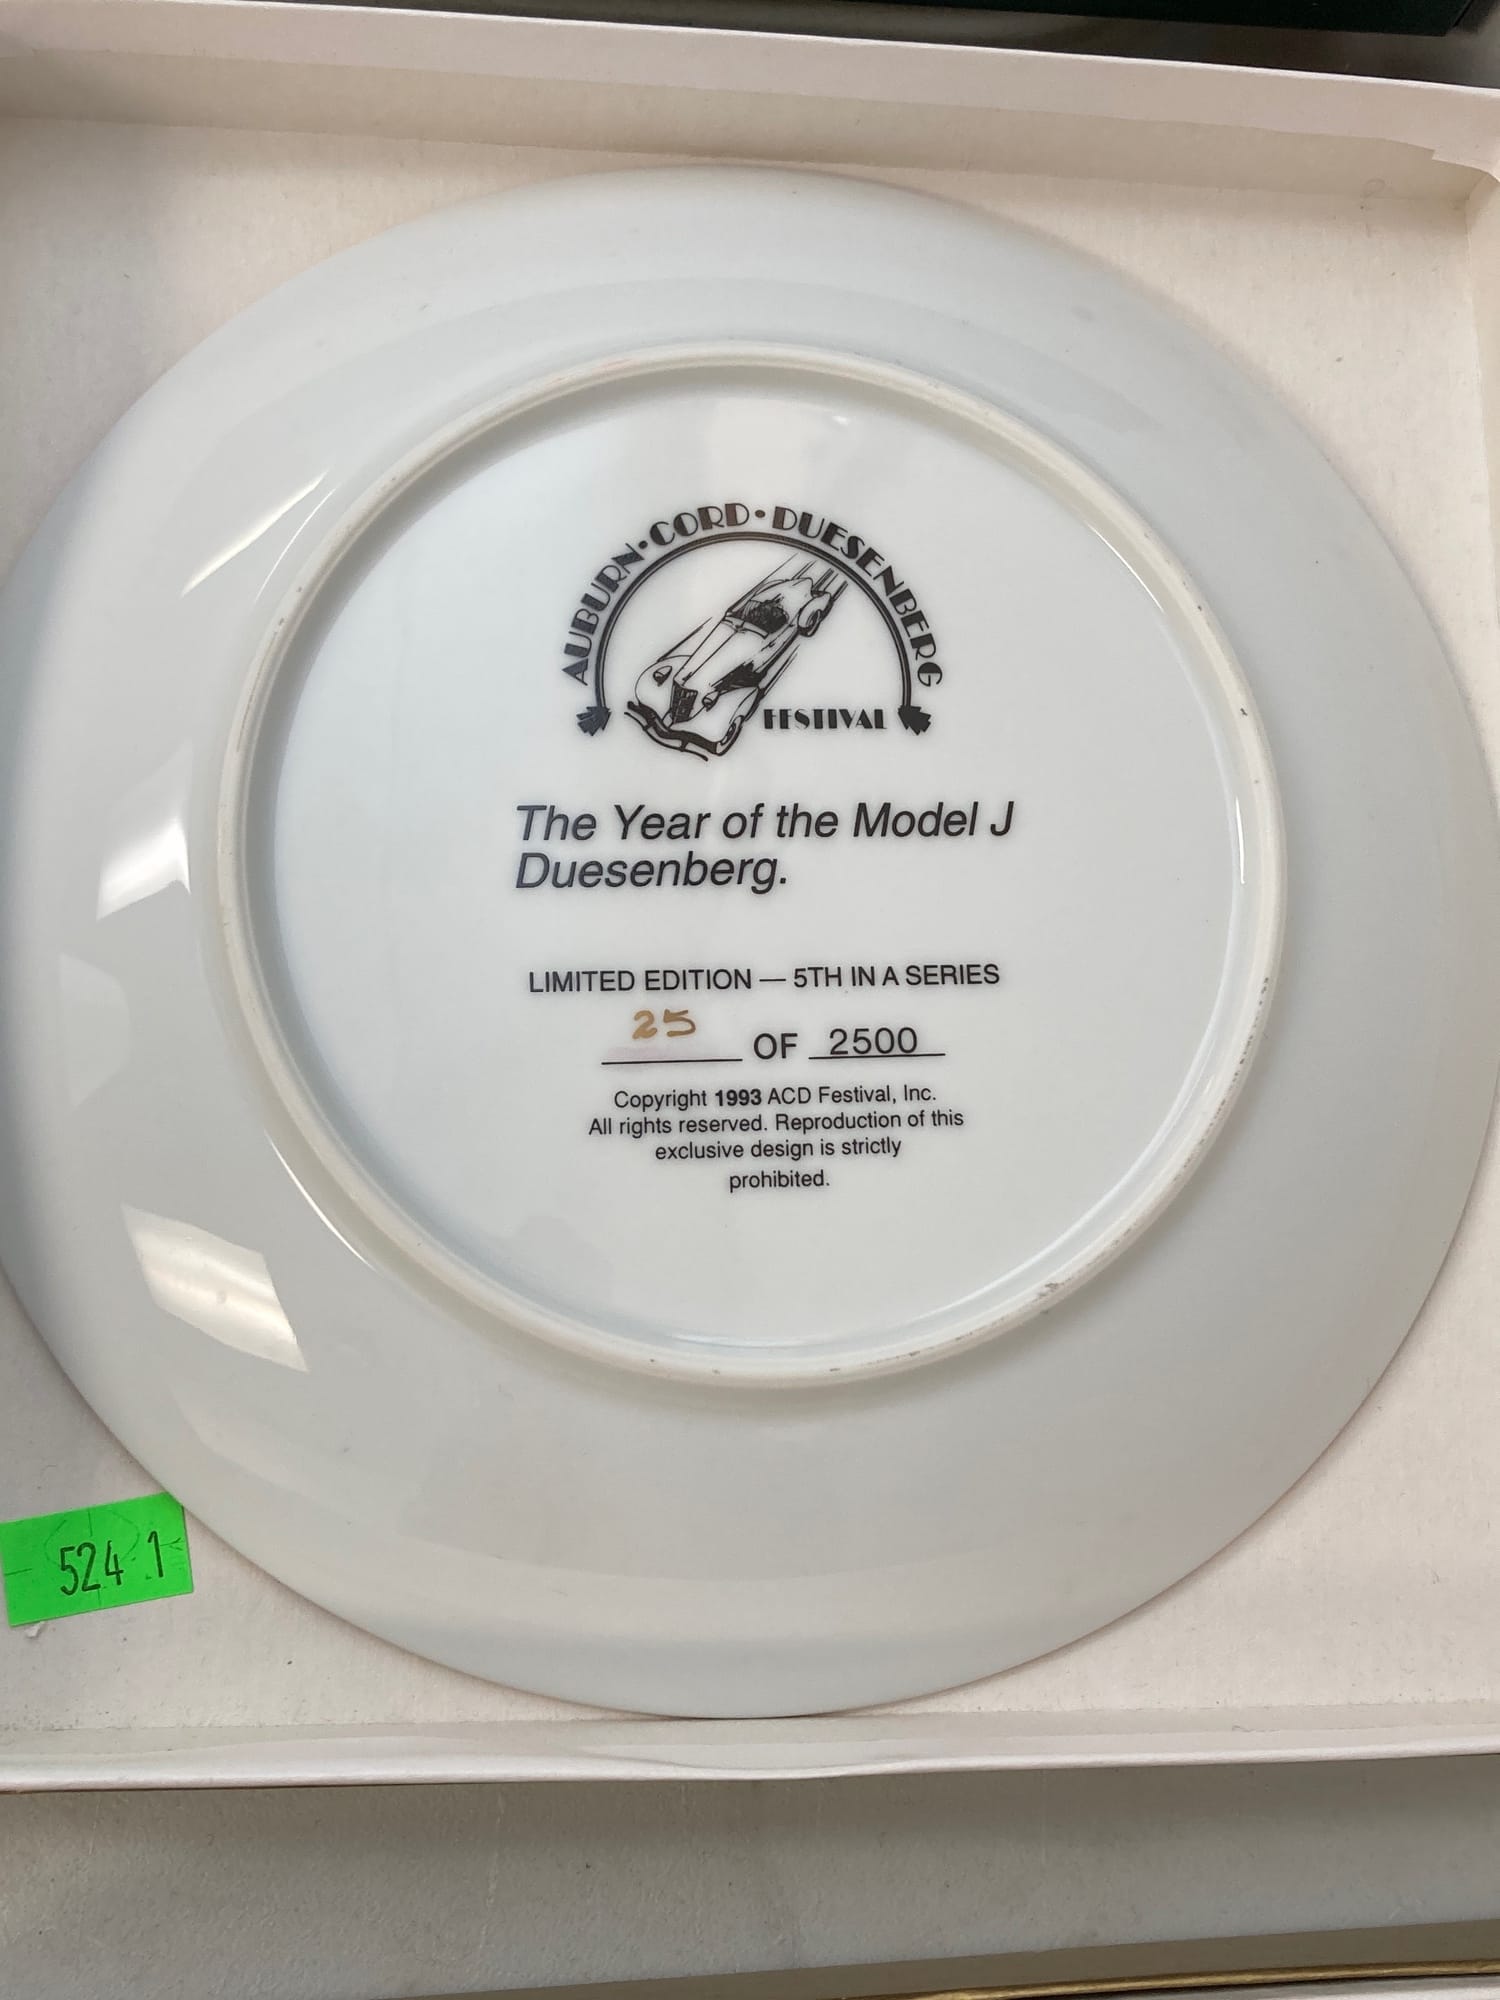 AUBURN • CORD • DUESENBERG
FESTIVAL
The Year of the Model J
Duesenberg.
LIMITED EDITION — 5TH IN A SERIES
25 OF 2500
Copyright 1993 ACD Festival, Inc.
All rights reserved. Reproduction of this
exclusive design is strictly
prohibited.
524 1